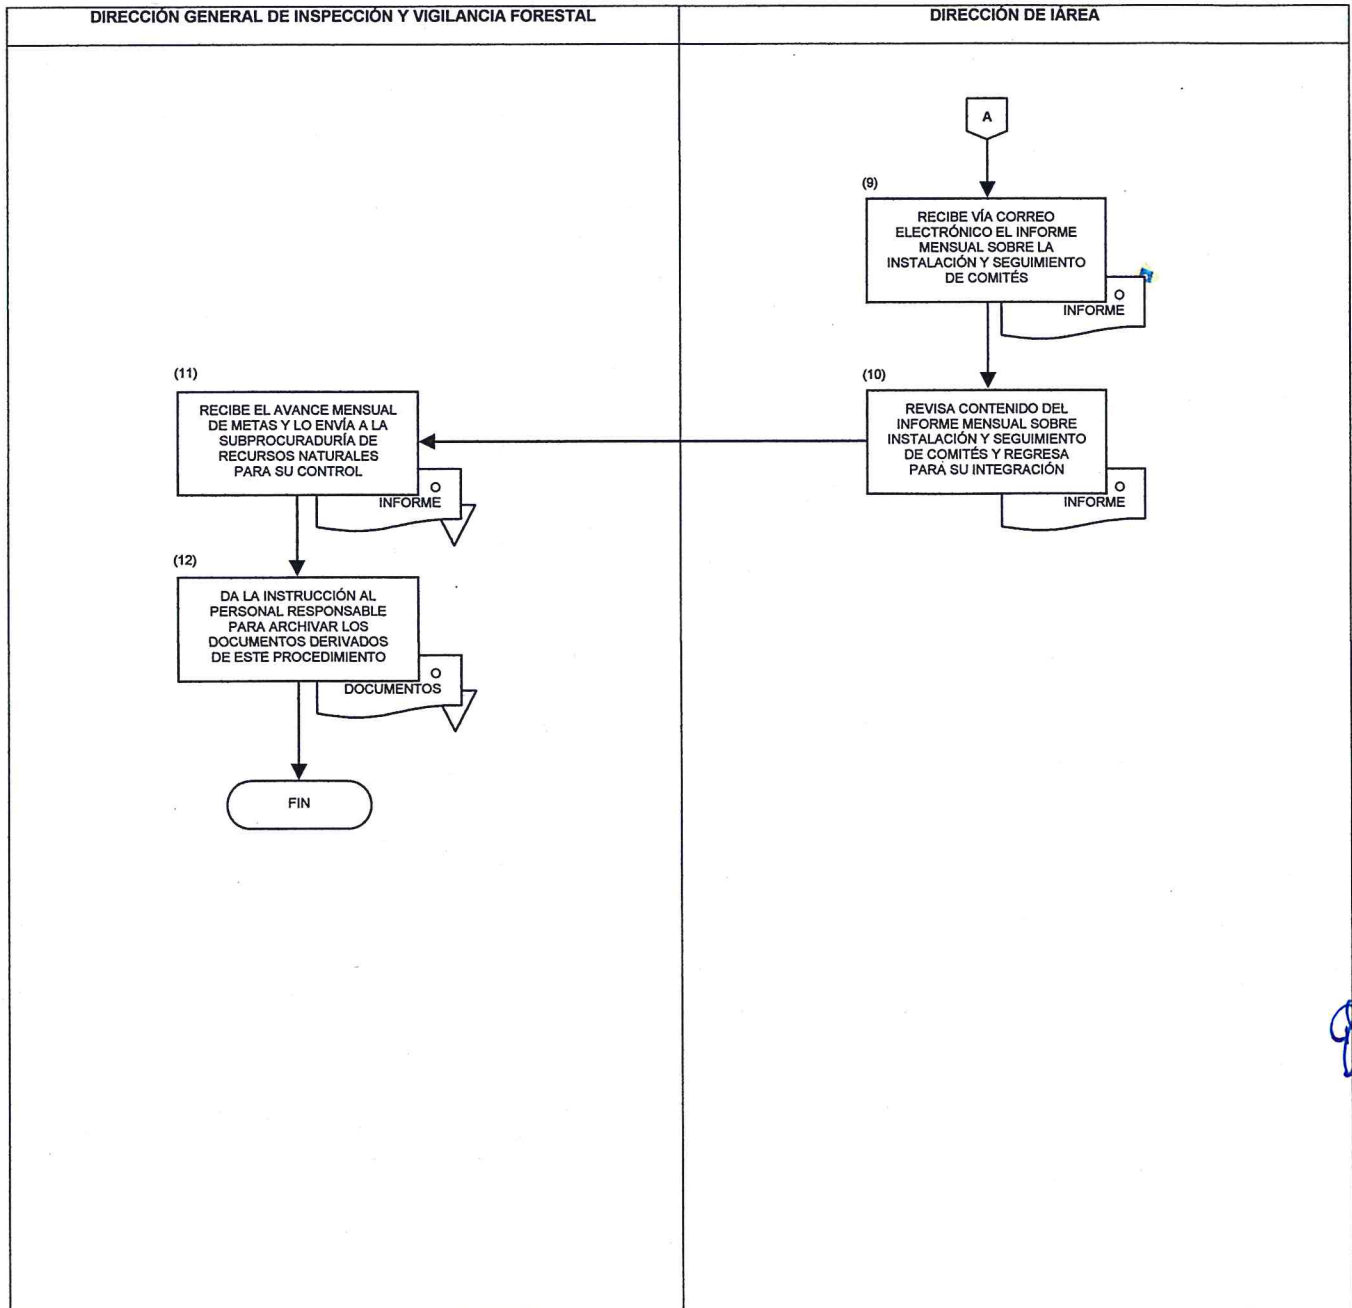 DIRECCIÓN GENERAL DE INSPECCIÓN Y VIGILANCIA FORESTAL
DIRECCIÓN DE IÁREA
A
(9)
RECIBE VÍA CORREO
ELECTRÓNICO EL INFORME
MENSUAL SOBRE LA
INSTALACIÓN Y SEGUIMIENTO
DE COMITÉS
O
INFORME
(10)
REVISA CONTENIDO DEL
INFORME MENSUAL SOBRE
INSTALACIÓN Y SEGUIMIENTO
DE COMITÉS Y REGRESA
PARA SU INTEGRACIÓN
O
INFORME
(11)
RECIBE EL AVANCE MENSUAL
DE METAS Y LO ENVÍA A LA
SUBPROCURADURÍA DE
RECURSOS NATURALES
PARA SU CONTROL
O
INFORME
(12)
DA LA INSTRUCCIÓN AL
PERSONAL RESPONSABLE
PARA ARCHIVAR LOS
DOCUMENTOS DERIVADOS
DE ESTE PROCEDIMIENTO
O
DOCUMENTOS
FIN